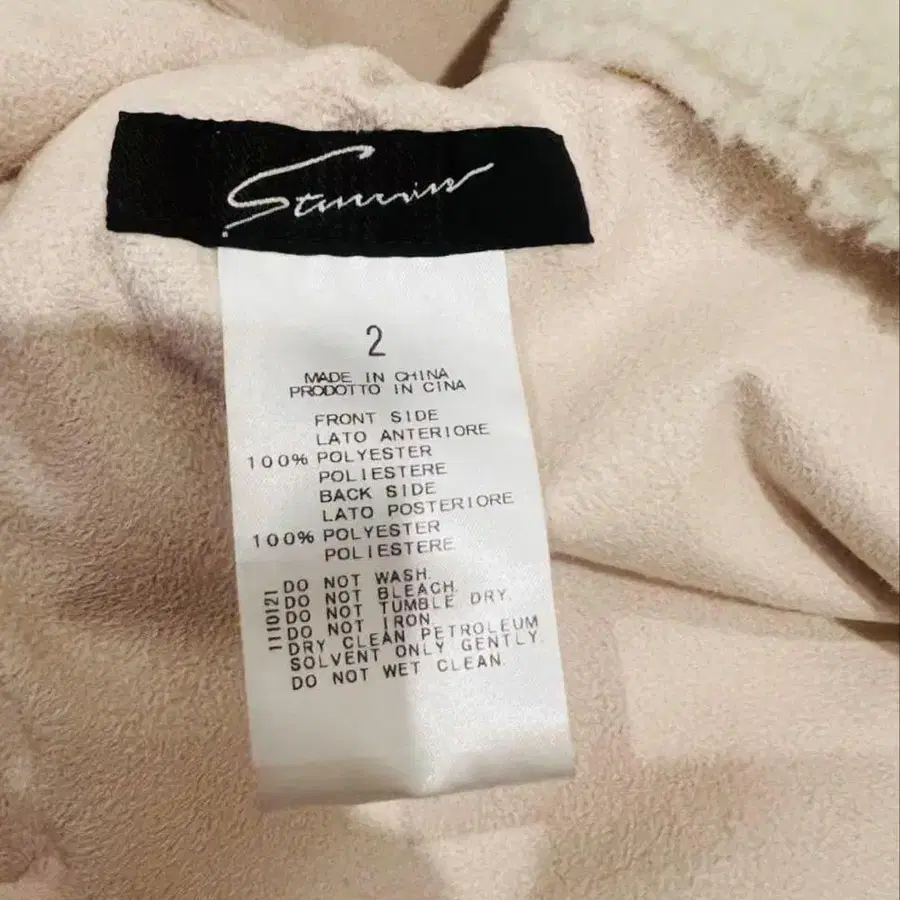 2
MADE IN CHINA
PRODOTTO IN CINA
FRONT SIDE
LATO ANTERIORE
100% POLYESTER
POLIESTERE
BACK SIDE
LATO POSTERIORE
100% POLYESTER
POLIESTERE
DO NOT WASH.
DO NOT BLEACH.
DO NOT TUMBLE DRY.
DO NOT IRON.
DRY CLEAN PETROLEUM
SOLVENT ONLY GENTLY.
DO NOT WET CLEAN.
1110121